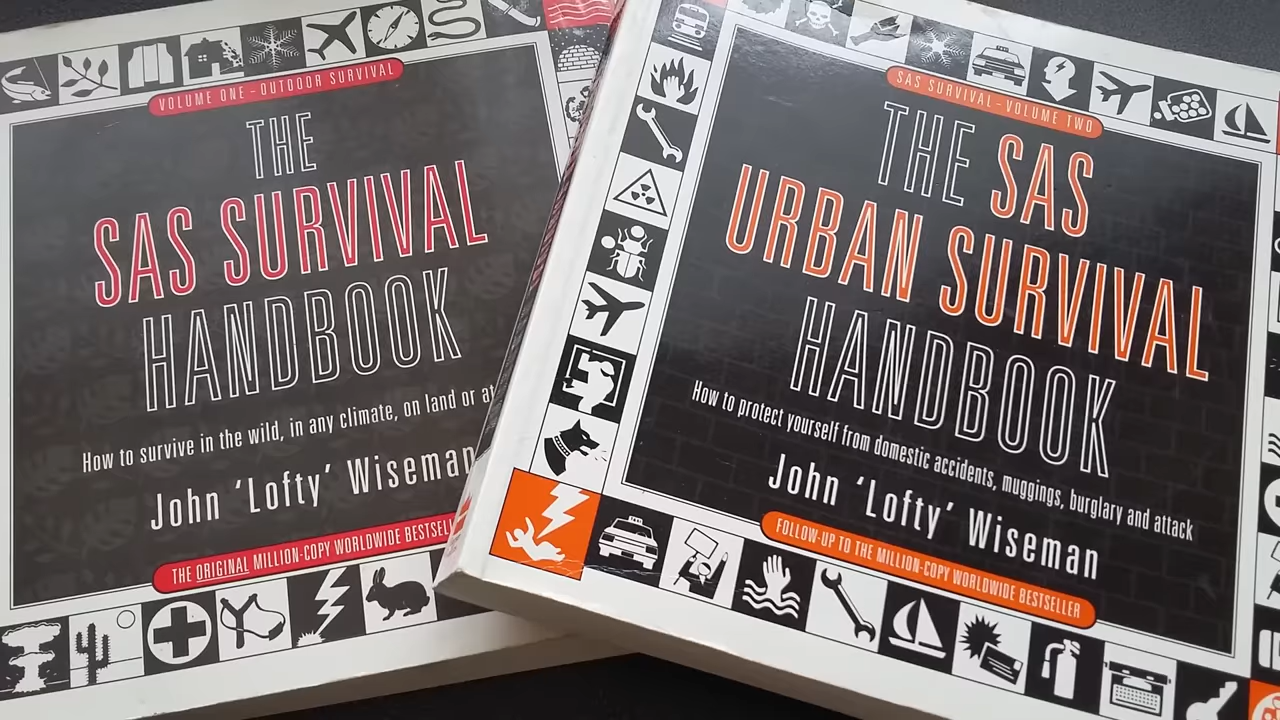 VOLUME ONE - OUTDOOR SURVIVAL
THE
SAS SURVIVAL
HANDBOOK
How to survive in the wild, in any climate, on land or at
John ‘Lofty’ Wiseman
THE ORIGINAL MILLION-COPY WORLDWIDE BESTSELL
SAS SURVIVAL - VOLUME TWO
THE SAS
URBAN SURVIVAL
HANDBOOK
How to protect yourself from domestic accidents, muggings, burglary and attack
John ‘Lofty’ Wiseman
FOLLOW-UP TO THE MILLION-COPY WORLDWIDE BESTSELLER